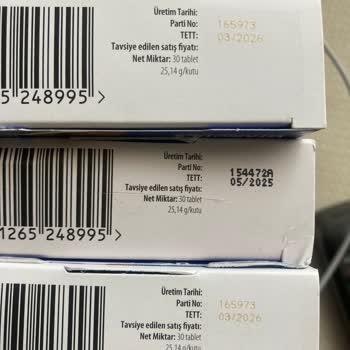 Üretim Tarihi:
Parti No: 165973
TETT: 03/2026
Tavsiye edilen satış fiyatı:
Net Miktar: 30 tablet
25,14 g/kutu
5 248995 >
Üretim Tarihi:
Parti No: 154472A
TETT: 05/2025
Tavsiye edilen satış fiyatı:
Net Miktar: 30 tablet
25,14 g/kutu
1265 248995 >
Üretim Tarihi:
Parti No: 165973
TETT: 03/2026
Tavsiye edilen satış fiyatı:
Net Miktar: 30 tablet
25,14 g/kutu